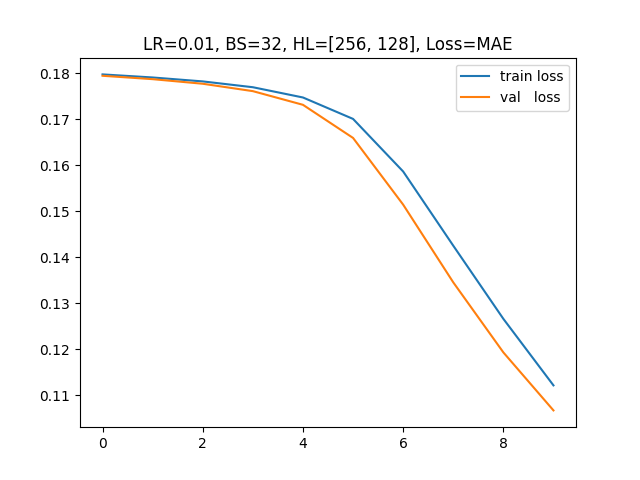 LR=0.01, BS=32, HL=[256, 128], Loss=MAE
train loss
val   loss
0.18
0.17
0.16
0.15
0.14
0.13
0.12
0.11
0 2 4 6 8